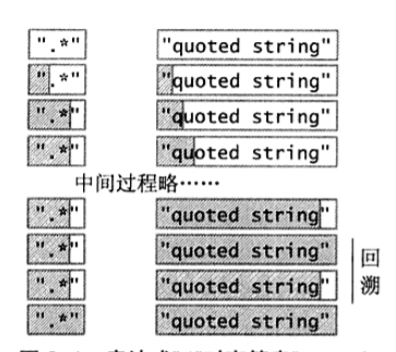 ".*" "quoted string"
".*" "quoted string"
".*" "quoted string"
".*" "quoted string"
中间过程略……
".*" "quoted string"
".*" "quoted string"
".*" "quoted string"
".*" "quoted string"
回
溯